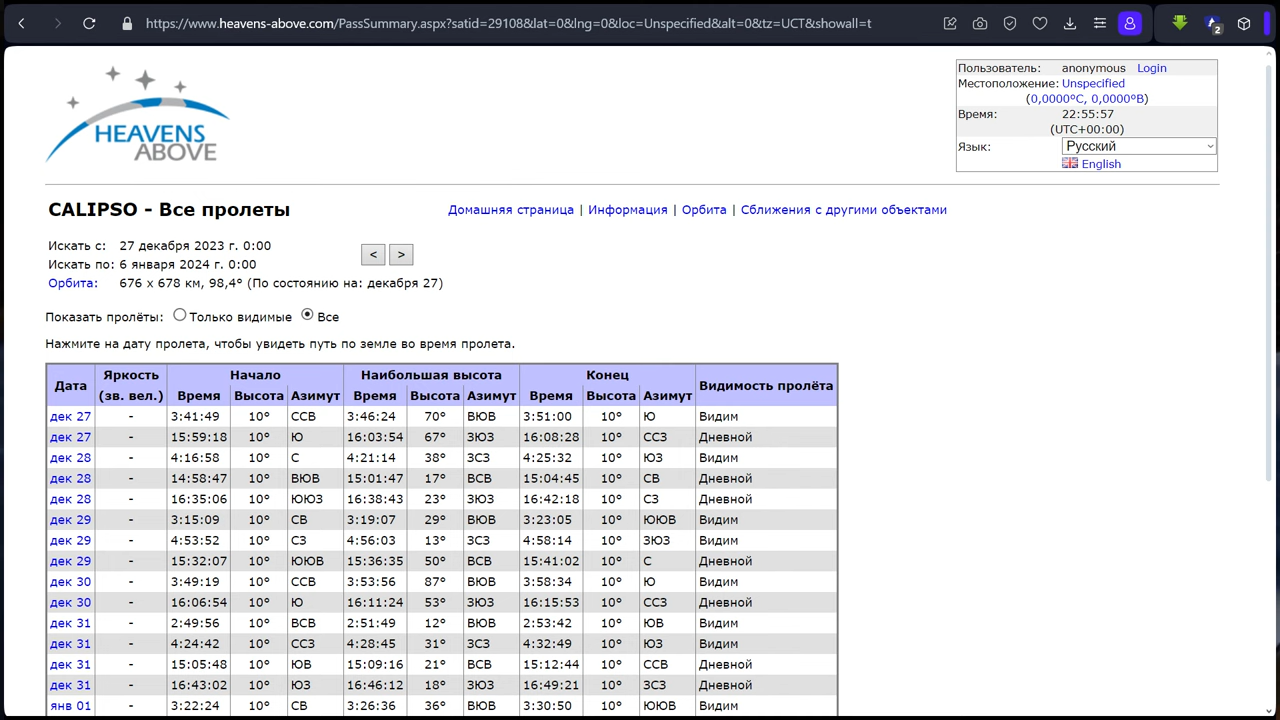 https://www.heavens-above.com/PassSummary.aspx?satid=29108&lat=0&lng=0&loc=Unspecified&alt=0&tz=UCT&showall=t
2
HEAVENS
ABOVE
Пользователь: anonymous Login
Местоположение: Unspecified
(0,0000°С, 0,0000°В)
Время: 22:55:57
(UTC+00:00)
Язык: Русский
English
CALIPSO - Все пролеты
Домашняя страница | Информация | Орбита | Сближения с другими объектами
Искать с: 27 декабря 2023 г. 0:00
Искать по: 6 января 2024 г. 0:00
< >
Орбита: 676 x 678 км, 98,4° (По состоянию на: декабря 27)
Показать пролёты: Только видимые Все
Нажмите на дату пролета, чтобы увидеть путь по земле во время пролета.
Дата Яркость (зв. вел.) Начало Наибольшая высота Конец Видимость пролёта
Время Высота Азимут Время Высота Азимут Время Высота Азимут
дек 27 - 3:41:49 10° ССВ 3:46:24 70° ВЮВ 3:51:00 10° Ю Видим
дек 27 - 15:59:18 10° Ю 16:03:54 67° ЗЮЗ 16:08:28 10° ССЗ Дневной
дек 28 - 4:16:58 10° С 4:21:14 38° ЗСЗ 4:25:32 10° ЮЗ Видим
дек 28 - 14:58:47 10° ВЮВ 15:01:47 17° ВСВ 15:04:45 10° СВ Дневной
дек 28 - 16:35:06 10° ЮЮЗ 16:38:43 23° ЗЮЗ 16:42:18 10° СЗ Дневной
дек 29 - 3:15:09 10° СВ 3:19:07 29° ВЮВ 3:23:05 10° ЮЮВ Видим
дек 29 - 4:53:52 10° СЗ 4:56:03 13° ЗСЗ 4:58:14 10° ЗЮЗ Видим
дек 29 - 15:32:07 10° ЮЮВ 15:36:35 50° ВСВ 15:41:02 10° С Дневной
дек 30 - 3:49:19 10° ССВ 3:53:56 87° ВЮВ 3:58:34 10° Ю Видим
дек 30 - 16:06:54 10° Ю 16:11:24 53° ЗЮЗ 16:15:53 10° ССЗ Дневной
дек 31 - 2:49:56 10° ВСВ 2:51:49 12° ВЮВ 2:53:42 10° ЮВ Видим
дек 31 - 4:24:42 10° ССЗ 4:28:45 31° ЗСЗ 4:32:49 10° ЮЗ Видим
дек 31 - 15:05:48 10° ЮВ 15:09:16 21° ВСВ 15:12:44 10° ССВ Дневной
дек 31 - 16:43:02 10° ЮЗ 16:46:12 18° ЗЮЗ 16:49:21 10° ЗСЗ Дневной
янв 01 - 3:22:24 10° СВ 3:26:36 36° ВЮВ 3:30:50 10° ЮЮВ Видим